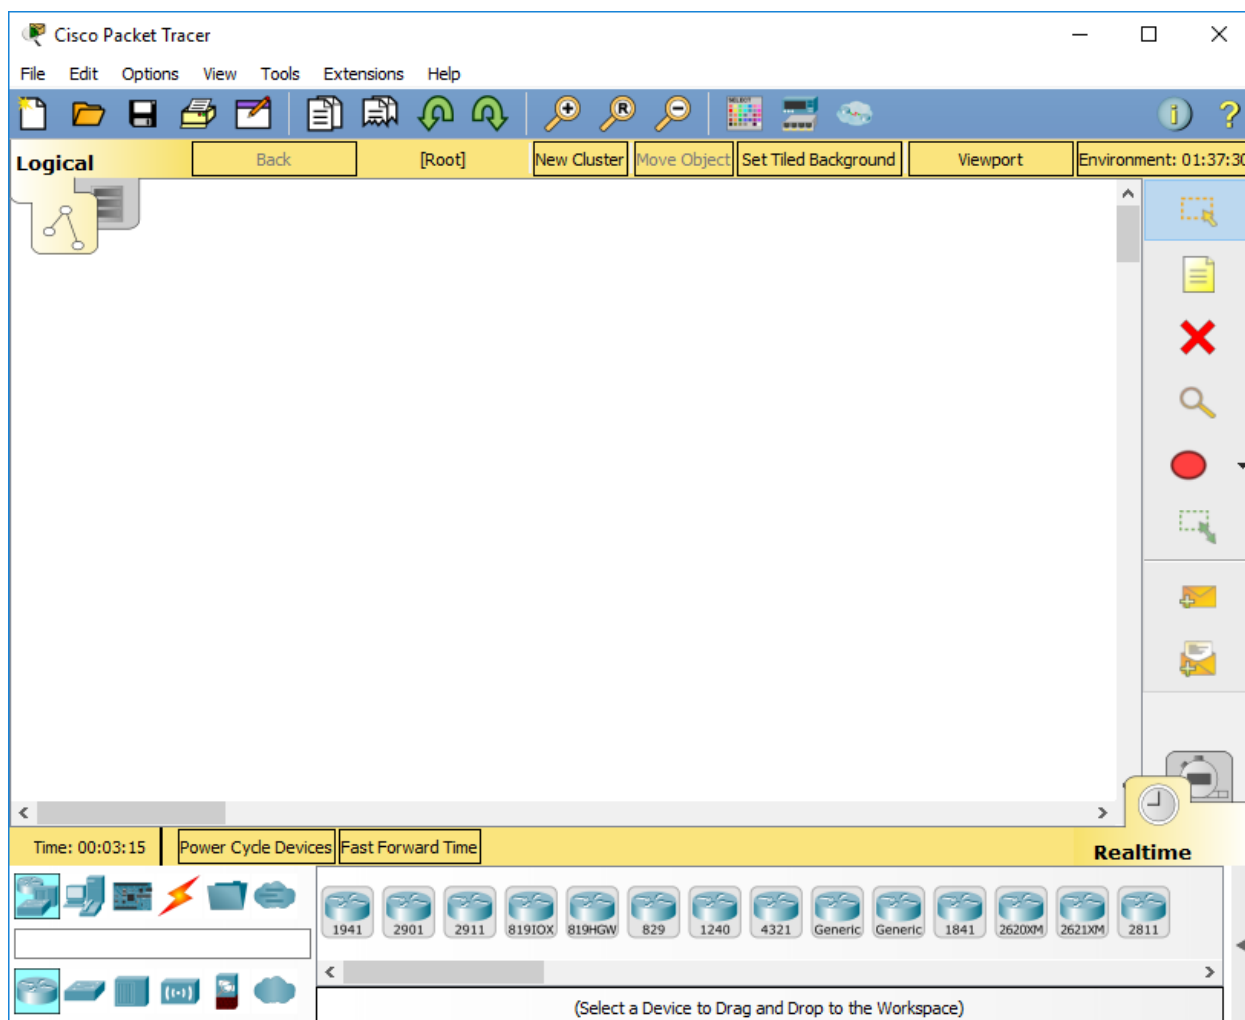 Cisco Packet Tracer
File Edit Options View Tools Extensions Help
SELECT
R
i ?
Logical Back [Root] New Cluster Move Object Set Tiled Background Viewport Environment: 01:37:30
Time: 00:03:15 Power Cycle Devices Fast Forward Time Realtime
1941 2901 2911 819IOX 819HGW 829 1240 4321 Generic Generic 1841 2620XM 2621XM 2811
(Select a Device to Drag and Drop to the Workspace)